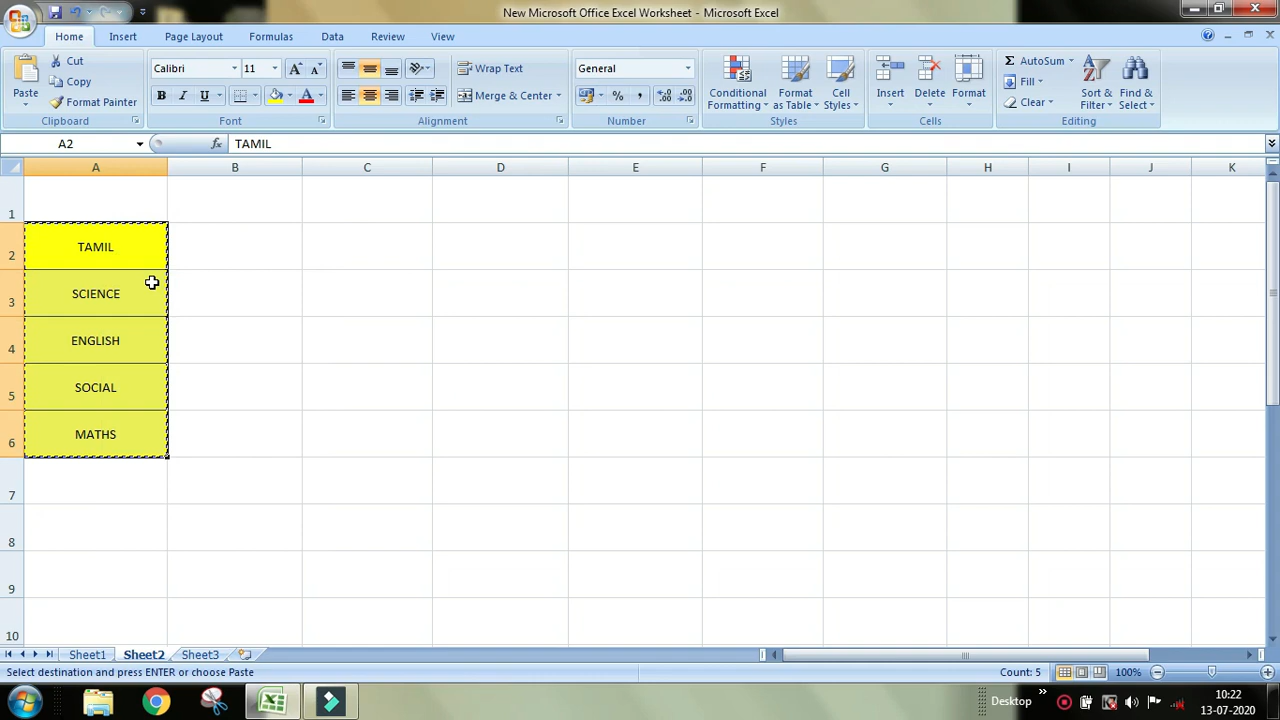 New Microsoft Office Excel Worksheet - Microsoft Excel
Home Insert Page Layout Formulas Data Review View
Paste Cut Copy Format Painter Clipboard
Calibri 11 A A B I U A Font
Wrap Text Merge & Center Alignment
General % , Number
Conditional Formatting Format as Table Cell Styles Styles
Insert Delete Format Cells
Σ AutoSum Fill Clear Sort & Filter Find & Select Editing
A2 fx TAMIL
A B C D E F G H I J K
1
2 TAMIL
3 SCIENCE
4 ENGLISH
5 SOCIAL
6 MATHS
7
8
9
10
Sheet1 Sheet2 Sheet3
Select destination and press ENTER or choose Paste Count: 5 100%
Desktop 10:22
13-07-2020